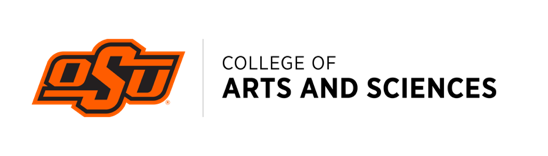 OSU
COLLEGE OF
ARTS AND SCIENCES